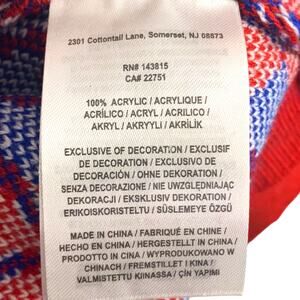 2301 Cottontail Lane, Somerset, NJ 08873
RN# 143815
CA# 22751
100% ACRYLIC / ACRYLIQUE /
ACRÍLICO / ACRYL / ACRILICO /
AKRYL / AKRYYLI / AKRİLİK
EXCLUSIVE OF DECORATION / EXCLUSIF
DE DECORATION / EXCLUSIVO DE
DECORACIÓN / OHNE DEKORATION /
SENZA DECORAZIONE / NIE UWZGLĘDNIAJĄC
DEKORACJI / EKSKLUSIV DEKORATION /
ERIKOISKORISTELTU / SÜSLEMEYE ÖZGÜ
MADE IN CHINA / FABRIQUÉ EN CHINE /
HECHO EN CHINA / HERGESTELLT IN CHINA /
PRODOTTO IN CINA / WYPRODUKOWANO W
CHINACH / FREMSTILLET I KINA /
VALMISTETTU KIINASSA / ÇİN YAPIMI